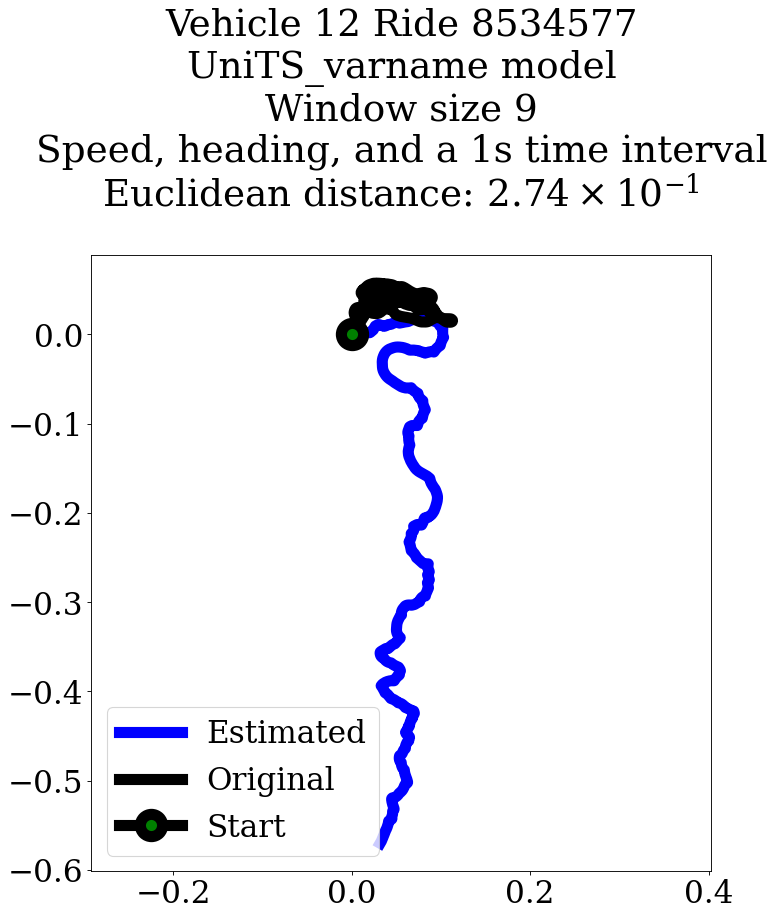 Vehicle 12 Ride 8534577
UniTS_varname model
Window size 9
Speed, heading, and a 1s time interval
Euclidean distance: 2.74 × 10⁻¹
0.0
−0.1
−0.2
−0.3
−0.4
−0.5
−0.6
Estimated
Original
Start
−0.2 0.0 0.2 0.4